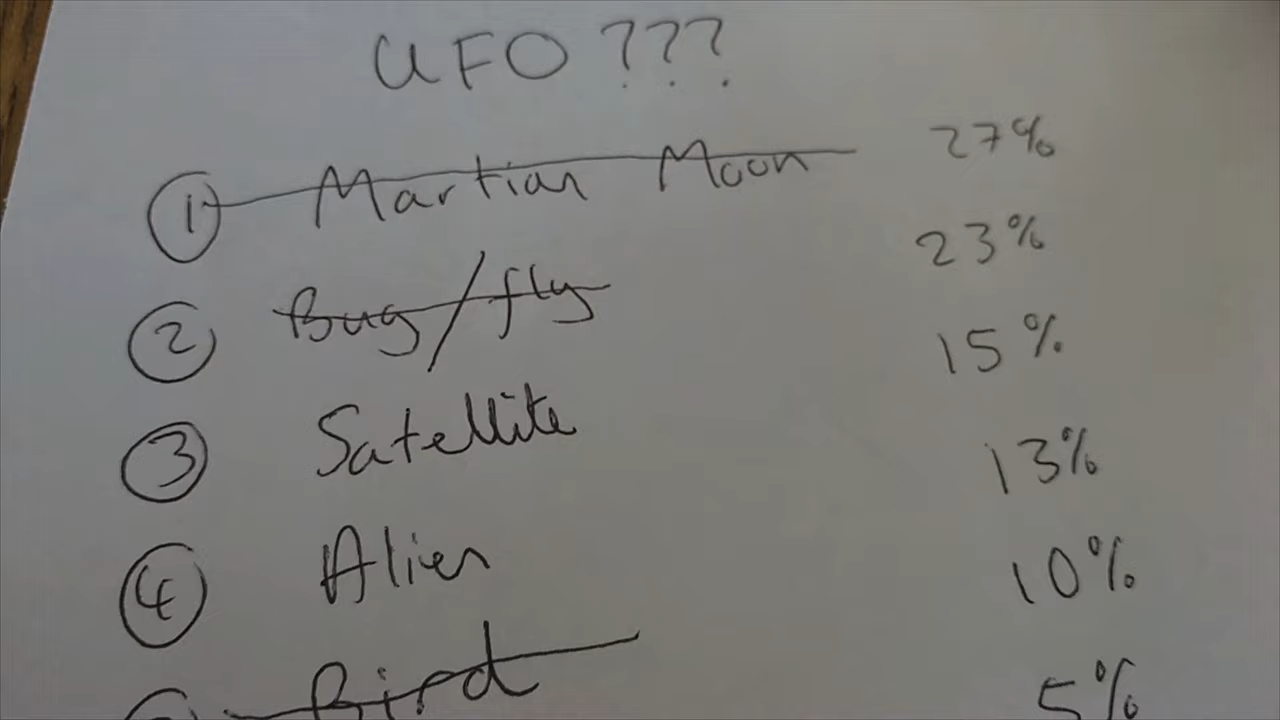 UFO ???
1 Martian Moon 27%
2 Bug/fly 23%
3 Satellite 15%
4 Alien 13%
Bird 10%
5%